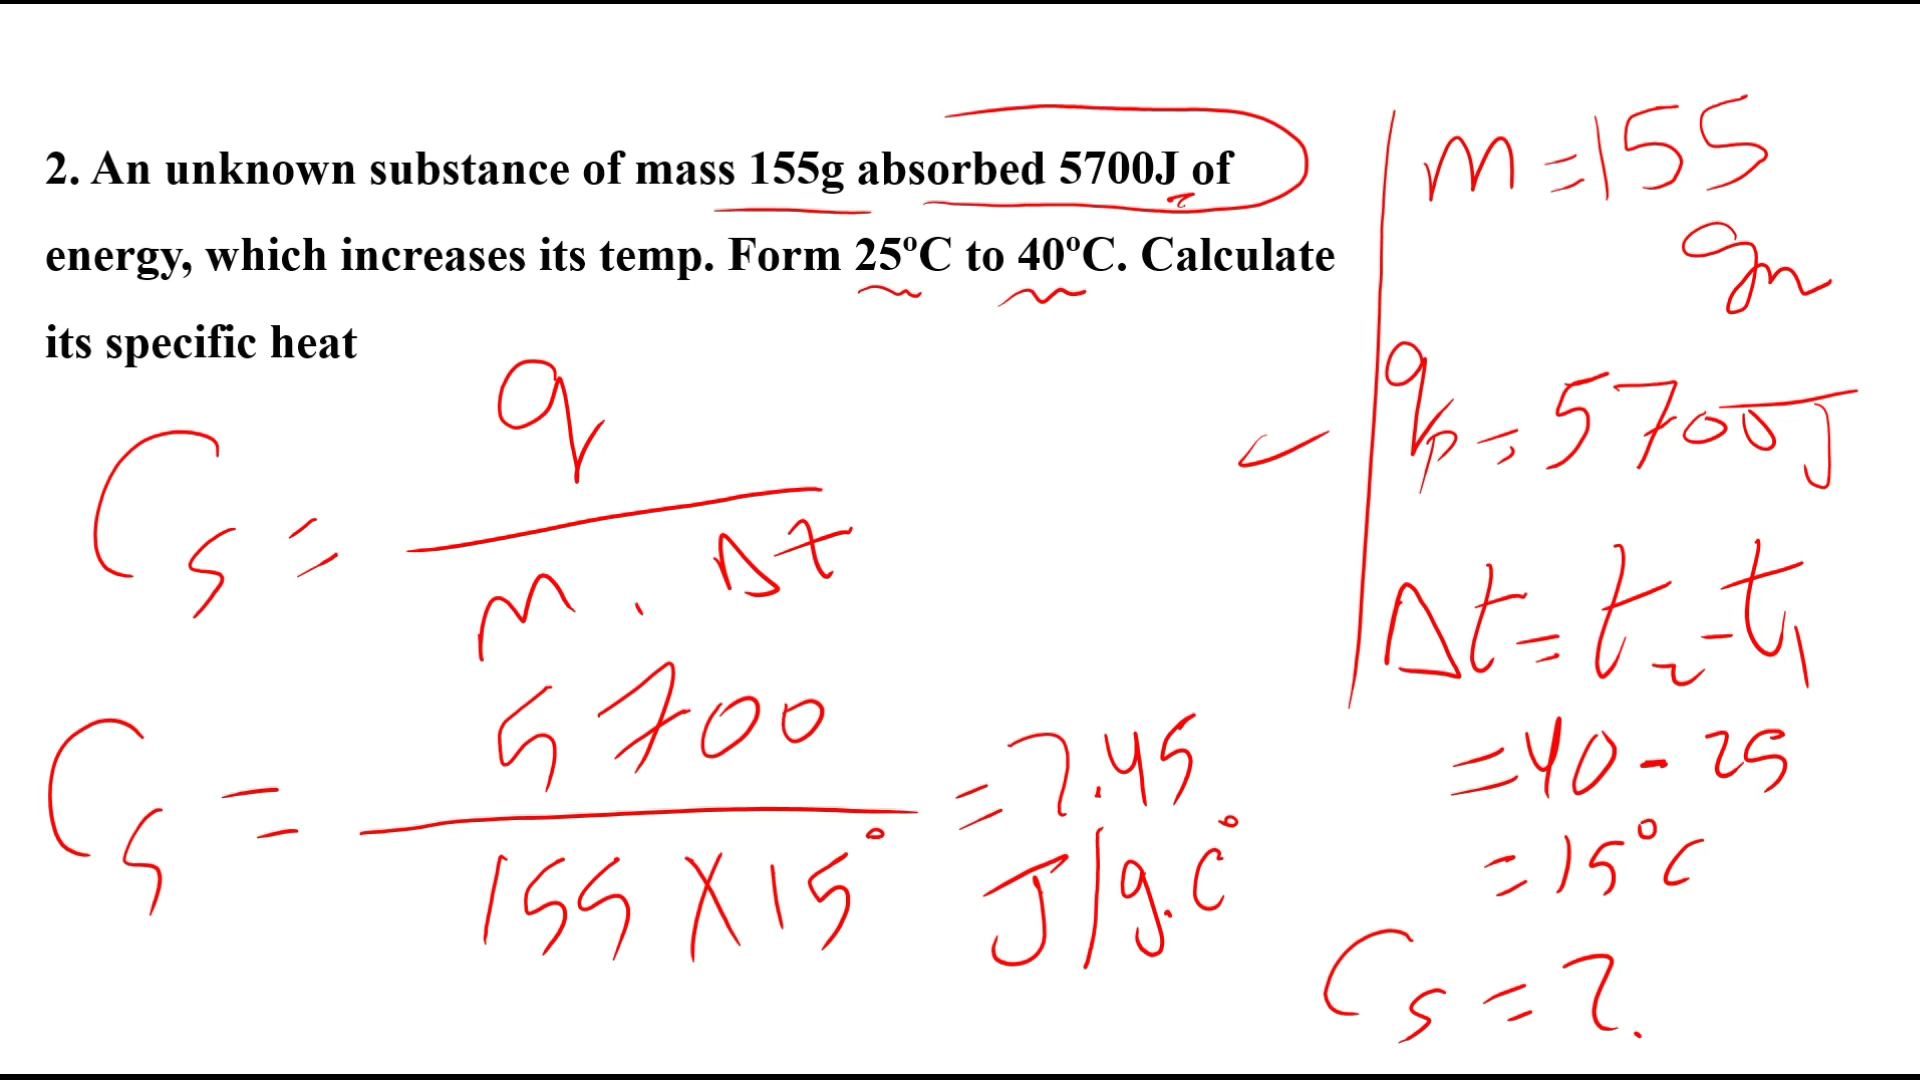 2. An unknown substance of mass 155g absorbed 5700J of
energy, which increases its temp. Form 25ºC to 40ºC. Calculate
its specific heat
Cs = q
m . Δt
Cs = 5700
155 X 15°
= 2.45
J/g.c°
m = 155
gm
qp = 5700J
Δt = t2 - t1
= 40 - 25
= 15°C
Cs = ?